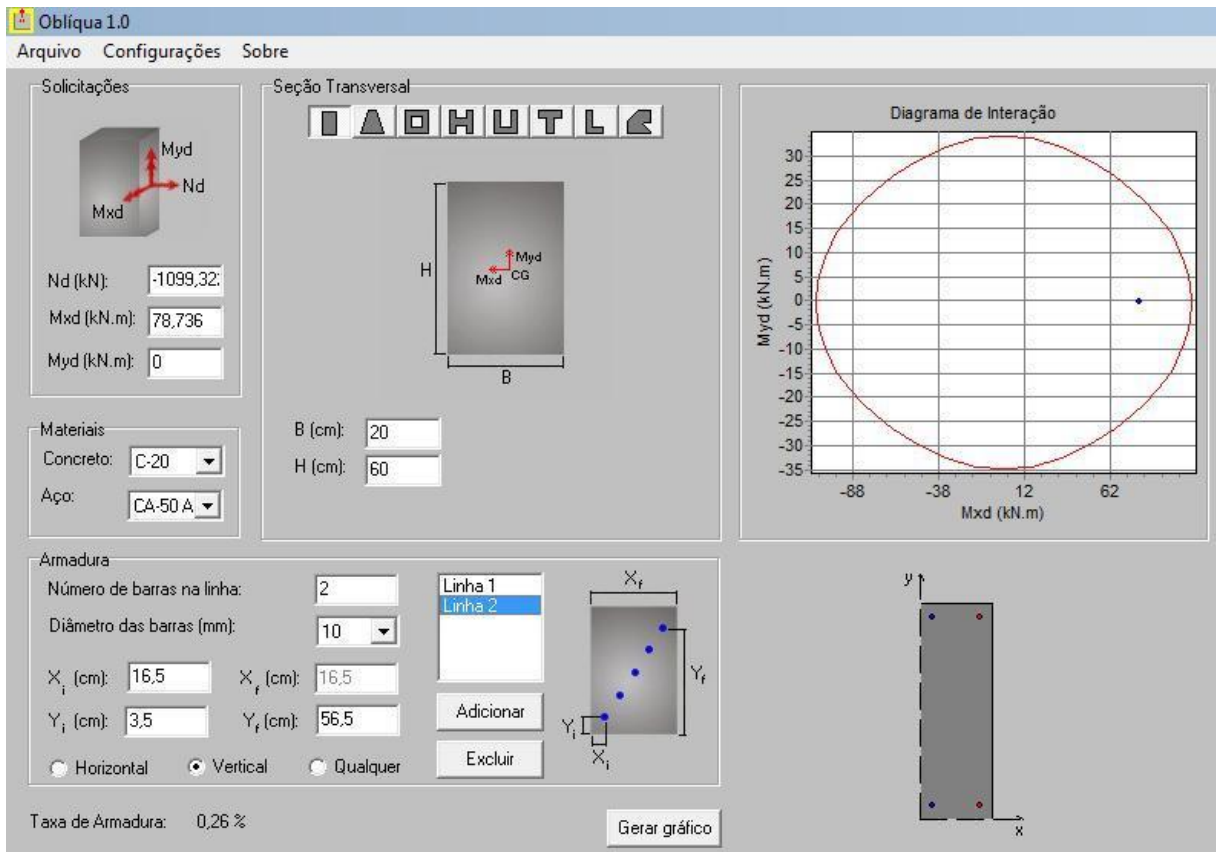 Oblíqua 1.0
Arquivo Configurações Sobre
Solicitações
Myd
Nd
Mxd
Nd (kN): -1099,32
Mxd (kN.m): 78,736
Myd (kN.m): 0
Materiais
Concreto: C-20
Aço: CA-50 A
Seção Transversal
H
Myd
Mxd CG
B
B (cm): 20
H (cm): 60
Diagrama de Interação
Myd (kN.m)
30
25
20
15
10
5
0
-5
-10
-15
-20
-25
-30
-35
-88 -38 12 62
Mxd (kN.m)
Armadura
Número de barras na linha: 2
Diâmetro das barras (mm): 10
Xi (cm): 16,5 Xf (cm): 16,5
Yi (cm): 3,5 Yf (cm): 56,5
Horizontal Vertical Qualquer
Linha 1
Linha 2
Adicionar
Excluir
Xf
Yf
Yi
Xi
Taxa de Armadura: 0,26 %
Gerar gráfico
y
x